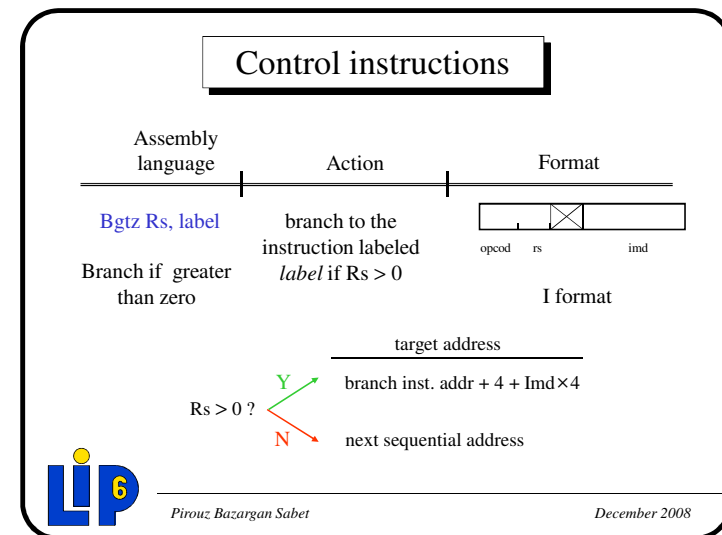 Control instructions
Assembly
language
Action
Format
Bgtz Rs, label
branch to the
instruction labeled
label if Rs > 0
Branch if greater
than zero
opcod rs imd
I format
target address
Y
branch inst. addr + 4 + Imd×4
Rs > 0 ?
N
next sequential address
LIP6
Pirouz Bazargan Sabet
December 2008